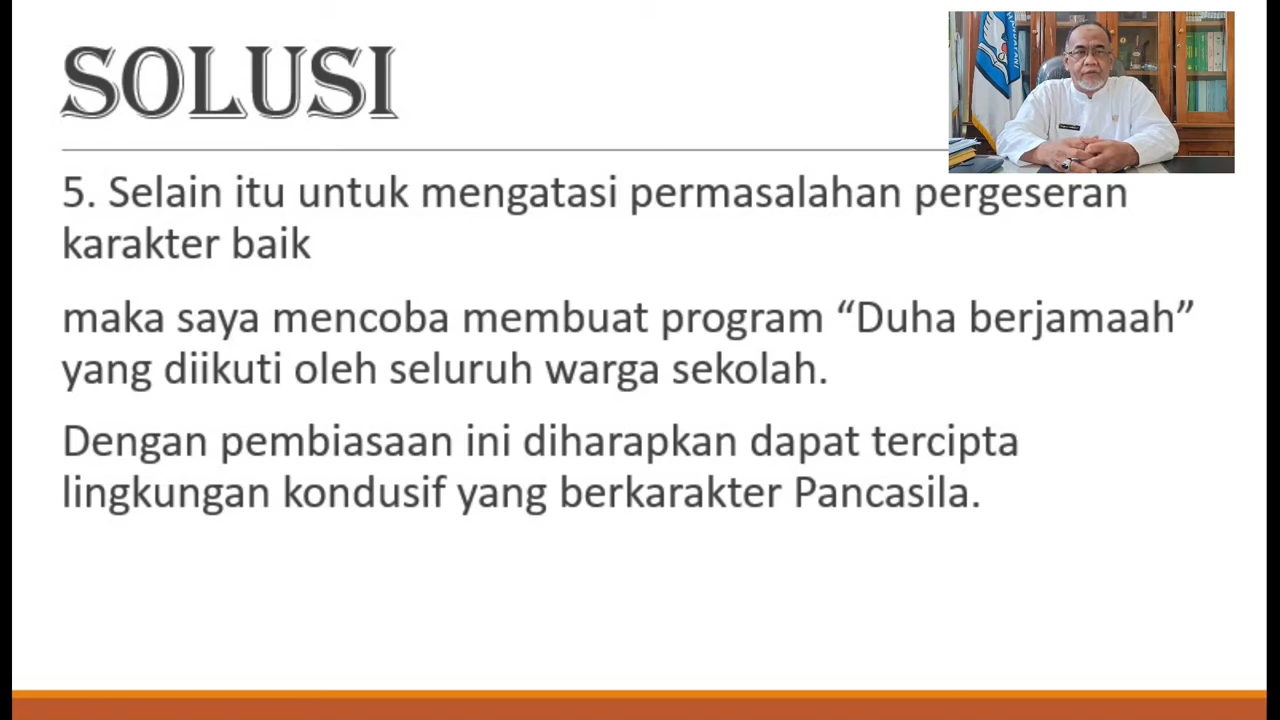 SOLUSI
5. Selain itu untuk mengatasi permasalahan pergeseran
karakter baik
maka saya mencoba membuat program “Duha berjamaah”
yang diikuti oleh seluruh warga sekolah.
Dengan pembiasaan ini diharapkan dapat tercipta
lingkungan kondusif yang berkarakter Pancasila.